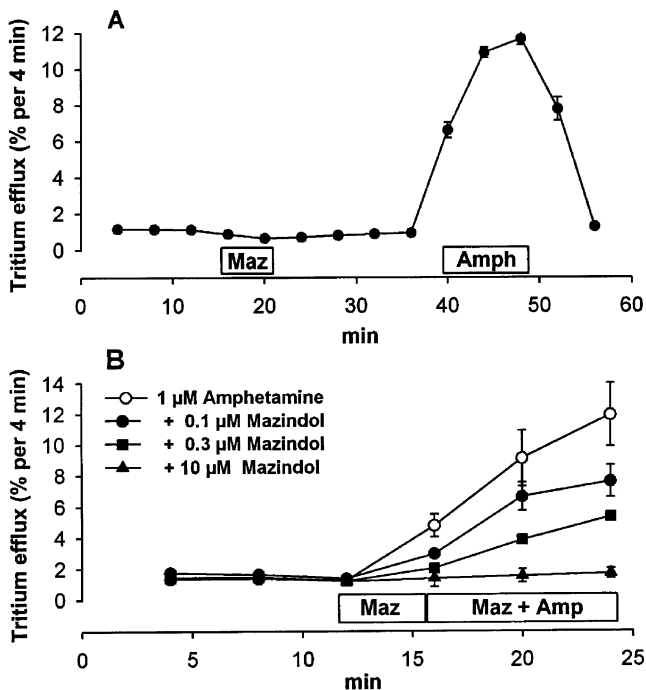 A
Tritium efflux (% per 4 min)
12
10
8
6
4
2
0
Maz
Amph
0 10 20 30 40 50 60
min
B
Tritium efflux (% per 4 min)
14
12
10
8
6
4
2
0
1 µM Amphetamine
+ 0.1 µM Mazindol
+ 0.3 µM Mazindol
+ 10 µM Mazindol
Maz
Maz + Amp
0 5 10 15 20 25
min